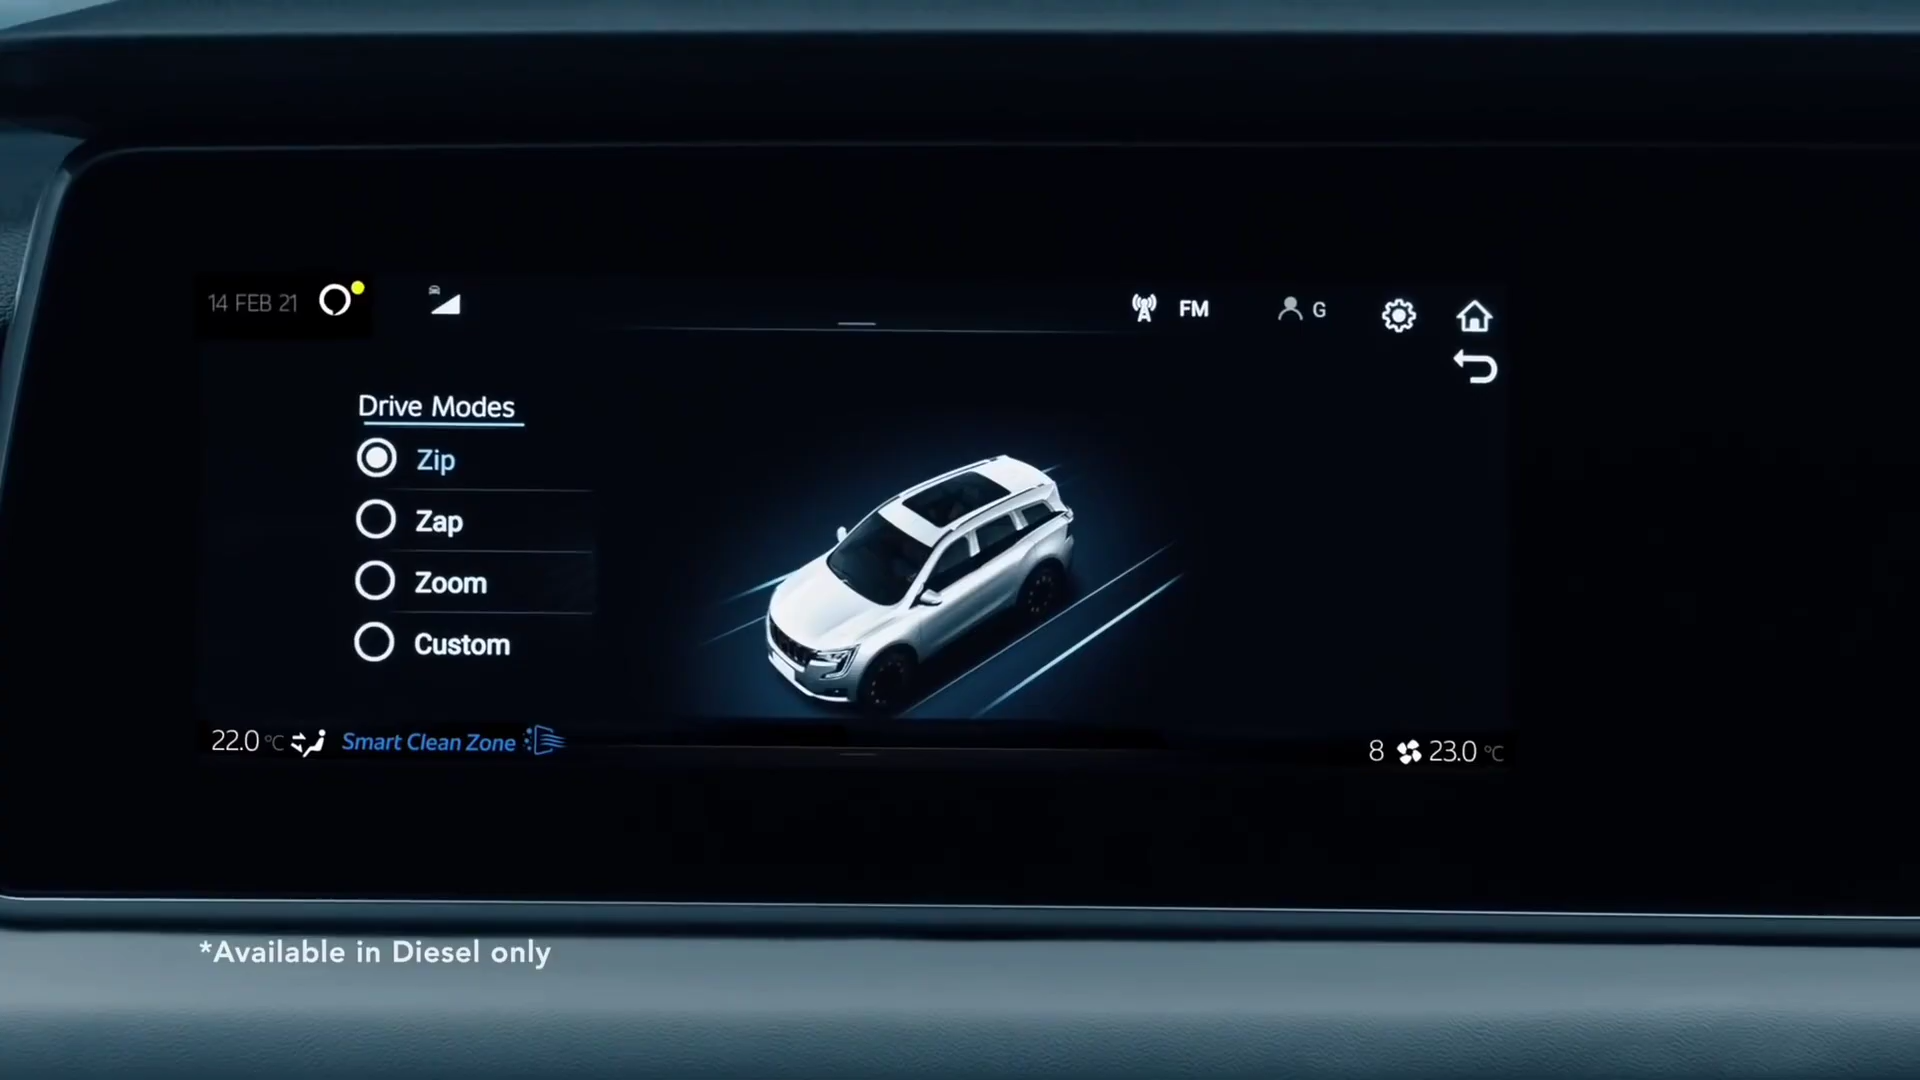 14 FEB 21
FM
G
Drive Modes
Zip
Zap
Zoom
Custom
22.0 °C
Smart Clean Zone
8
23.0 °C
*Available in Diesel only